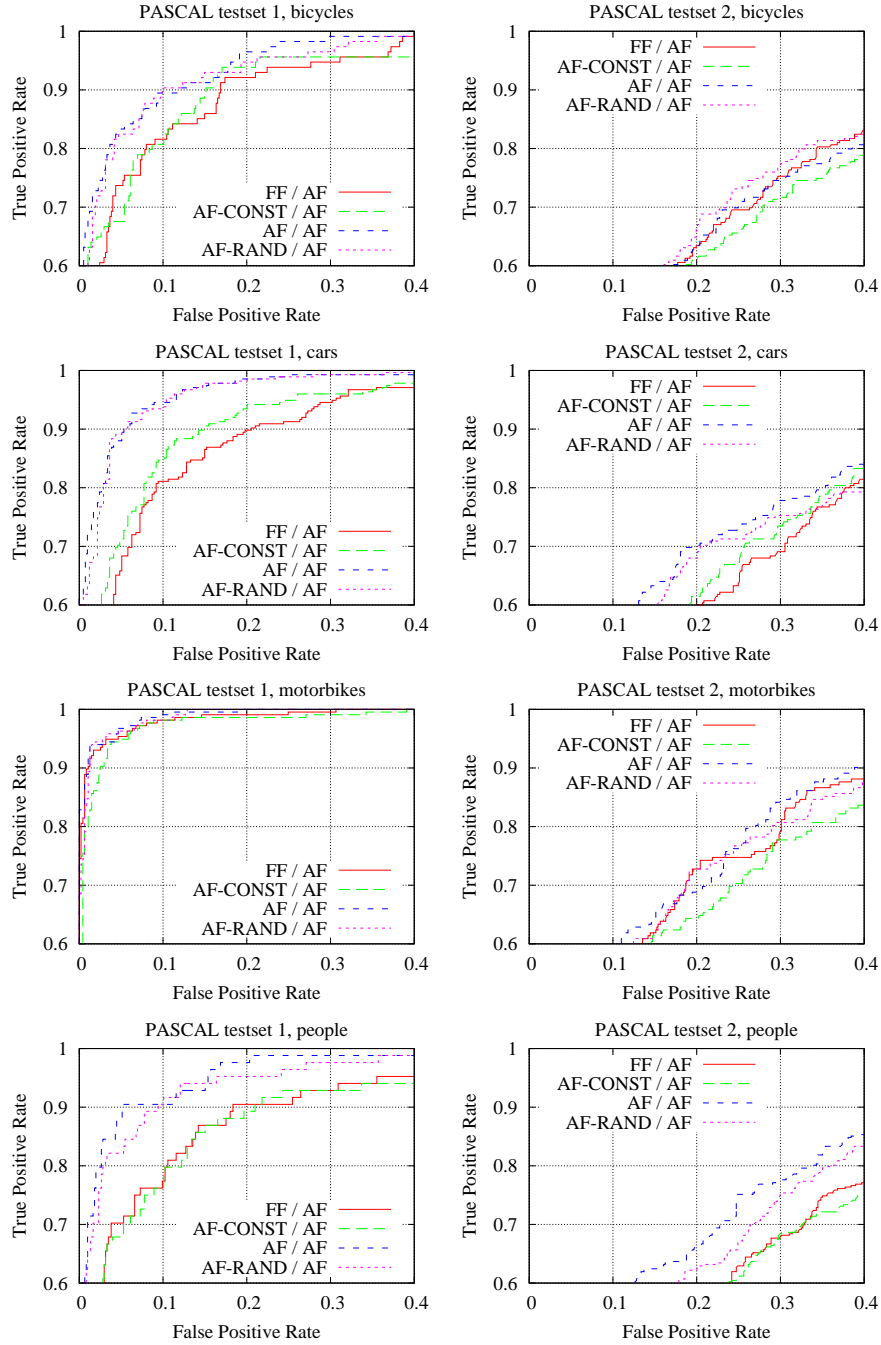 PASCAL testset 1, bicycles
True Positive Rate
1
0.9
0.8
0.7
0.6
FF / AF
AF-CONST / AF
AF / AF
AF-RAND / AF
0 0.1 0.2 0.3 0.4
False Positive Rate
PASCAL testset 2, bicycles
True Positive Rate
1
0.9
0.8
0.7
0.6
FF / AF
AF-CONST / AF
AF / AF
AF-RAND / AF
0 0.1 0.2 0.3 0.4
False Positive Rate
PASCAL testset 1, cars
True Positive Rate
1
0.9
0.8
0.7
0.6
FF / AF
AF-CONST / AF
AF / AF
AF-RAND / AF
0 0.1 0.2 0.3 0.4
False Positive Rate
PASCAL testset 2, cars
True Positive Rate
1
0.9
0.8
0.7
0.6
FF / AF
AF-CONST / AF
AF / AF
AF-RAND / AF
0 0.1 0.2 0.3 0.4
False Positive Rate
PASCAL testset 1, motorbikes
True Positive Rate
1
0.9
0.8
0.7
0.6
FF / AF
AF-CONST / AF
AF / AF
AF-RAND / AF
0 0.1 0.2 0.3 0.4
False Positive Rate
PASCAL testset 2, motorbikes
True Positive Rate
1
0.9
0.8
0.7
0.6
FF / AF
AF-CONST / AF
AF / AF
AF-RAND / AF
0 0.1 0.2 0.3 0.4
False Positive Rate
PASCAL testset 1, people
True Positive Rate
1
0.9
0.8
0.7
0.6
FF / AF
AF-CONST / AF
AF / AF
AF-RAND / AF
0 0.1 0.2 0.3 0.4
False Positive Rate
PASCAL testset 2, people
True Positive Rate
1
0.9
0.8
0.7
0.6
FF / AF
AF-CONST / AF
AF / AF
AF-RAND / AF
0 0.1 0.2 0.3 0.4
False Positive Rate